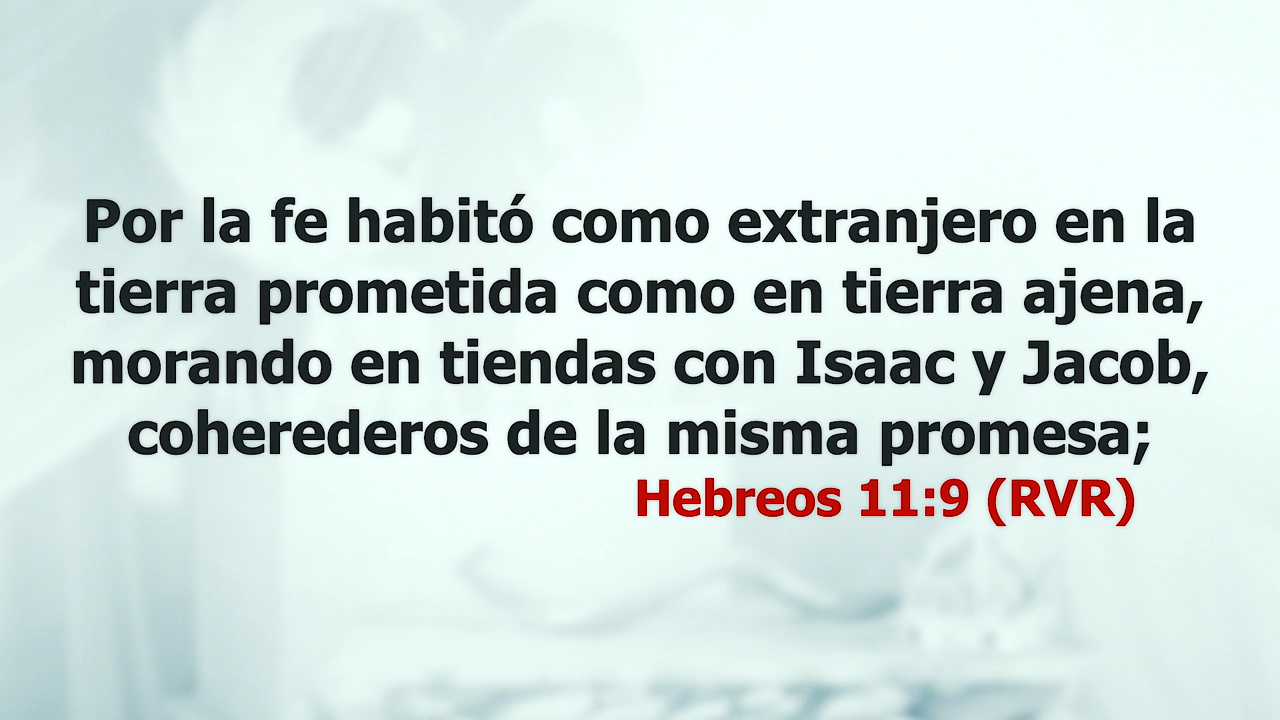 Por la fe habitó como extranjero en la
tierra prometida como en tierra ajena,
morando en tiendas con Isaac y Jacob,
coherederos de la misma promesa;
Hebreos 11:9 (RVR)